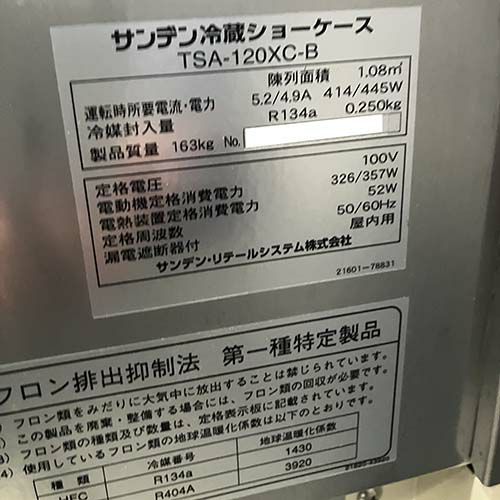 サンデン冷蔵ショーケース
TSA-120XC-B
陳列面積 1.08㎡
運転時所要電流・電力 5.2/4.9A 414/445W
冷媒封入量 R134a 0.250kg
製品質量 163kg No.
定格電圧 100V
電動機定格消費電力 326/357W
電熱装置定格消費電力 52W
定格周波数 50/60Hz
漏電遮断器付 屋内用
サンデン・リテールシステム株式会社
21601-78831
フロン排出抑制法 第一種特定製品
フロン類をみだりに大気中に放出することは禁じられています。
この製品を廃棄・整備する場合には、フロン類の回収が必要です。
3) フロン類の種類及び数量は、定格表示板に記載されています。
4) 使用しているフロン類の地球温暖化係数は以下のとおりです。
種類 冷媒番号 地球温暖化係数
HFC R134a 1430
R404A 3920